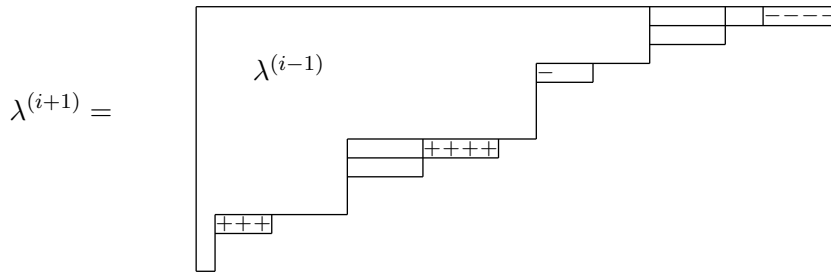 − − − −
λ^{(i−1)}
−
λ^{(i+1)} =
+ + + +
+ + +